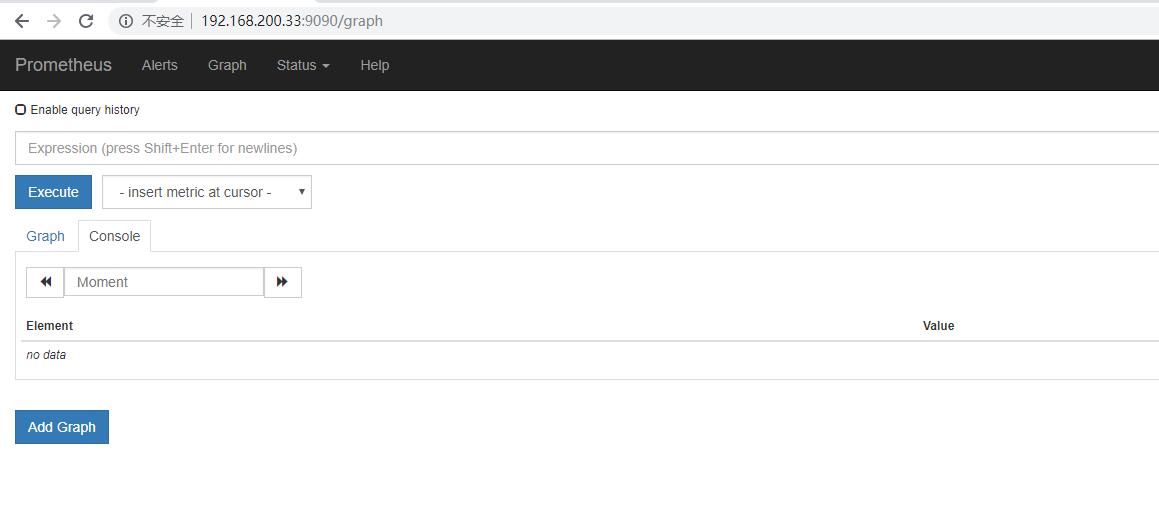 不安全 192.168.200.33:9090/graph
Prometheus Alerts Graph Status Help
Enable query history
Expression (press Shift+Enter for newlines)
Execute - insert metric at cursor -
Graph Console
Moment
Element Value
no data
Add Graph